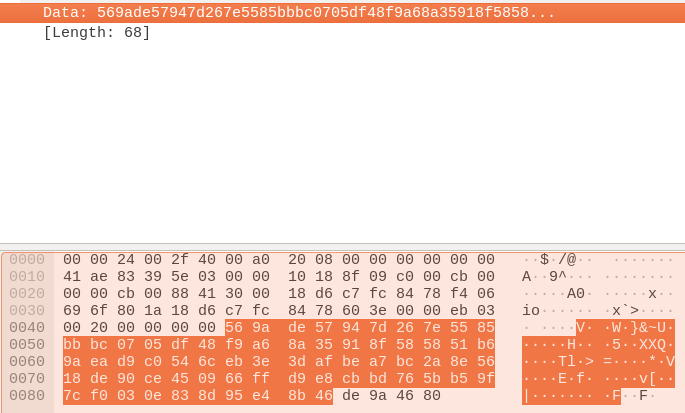 Data: 569ade57947d267e5585bbbc0705df48f9a68a35918f5858...
[Length: 68]
0000 00 00 24 00 2f 40 00 a0 20 08 00 00 00 00 00 00 ··$·/@·· ········
0010 41 ae 83 39 5e 03 00 00 10 18 8f 09 c0 00 cb 00 A··9^··· ········
0020 00 00 cb 00 88 41 30 00 18 d6 c7 fc 84 78 f4 06 ·····A0· ·····x··
0030 69 6f 80 1a 18 d6 c7 fc 84 78 60 3e 00 00 eb 03 io······ ·x`>····
0040 00 20 00 00 00 00 56 9a de 57 94 7d 26 7e 55 85 · ····V· ·W·}&~U·
0050 bb bc 07 05 df 48 f9 a6 8a 35 91 8f 58 58 51 b6 ·····H·· ·5··XXQ·
0060 9a ea d9 c0 54 6c eb 3e 3d af be a7 bc 2a 8e 56 ····Tl·> =····*·V
0070 18 de 90 ce 45 09 66 ff d9 e8 cb bd 76 5b b5 9f ····E·f· ····v[··
0080 7c f0 03 0e 83 8d 95 e4 8b 46 de 9a 46 80 |······· ·F··F·